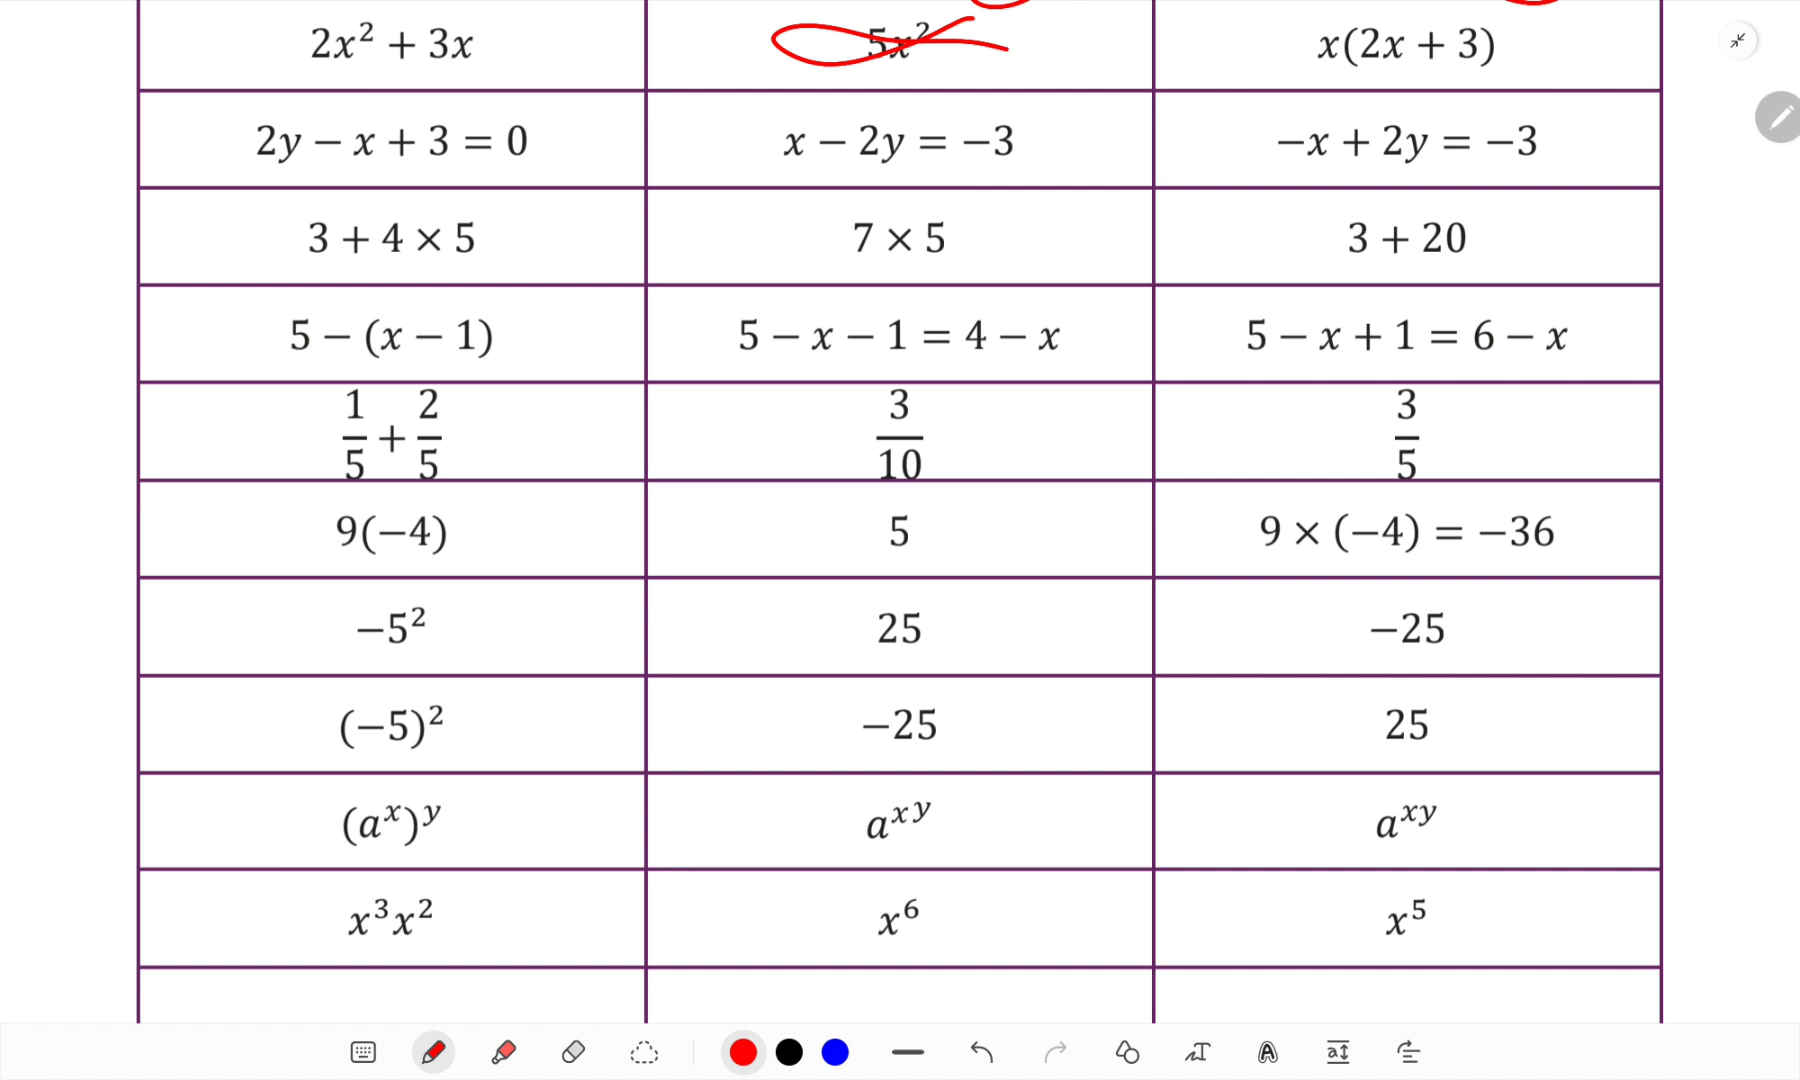 2x² + 3x 5x² x(2x + 3)
2y − x + 3 = 0 x − 2y = −3 −x + 2y = −3
3 + 4 × 5 7 × 5 3 + 20
5 − (x − 1) 5 − x − 1 = 4 − x 5 − x + 1 = 6 − x
1/5 + 2/5 3/10 3/5
9(−4) 5 9 × (−4) = −36
−5² 25 −25
(−5)² −25 25
(aˣ)ʸ a^(x^y) a^(xy)
x³x² x⁶ x⁵